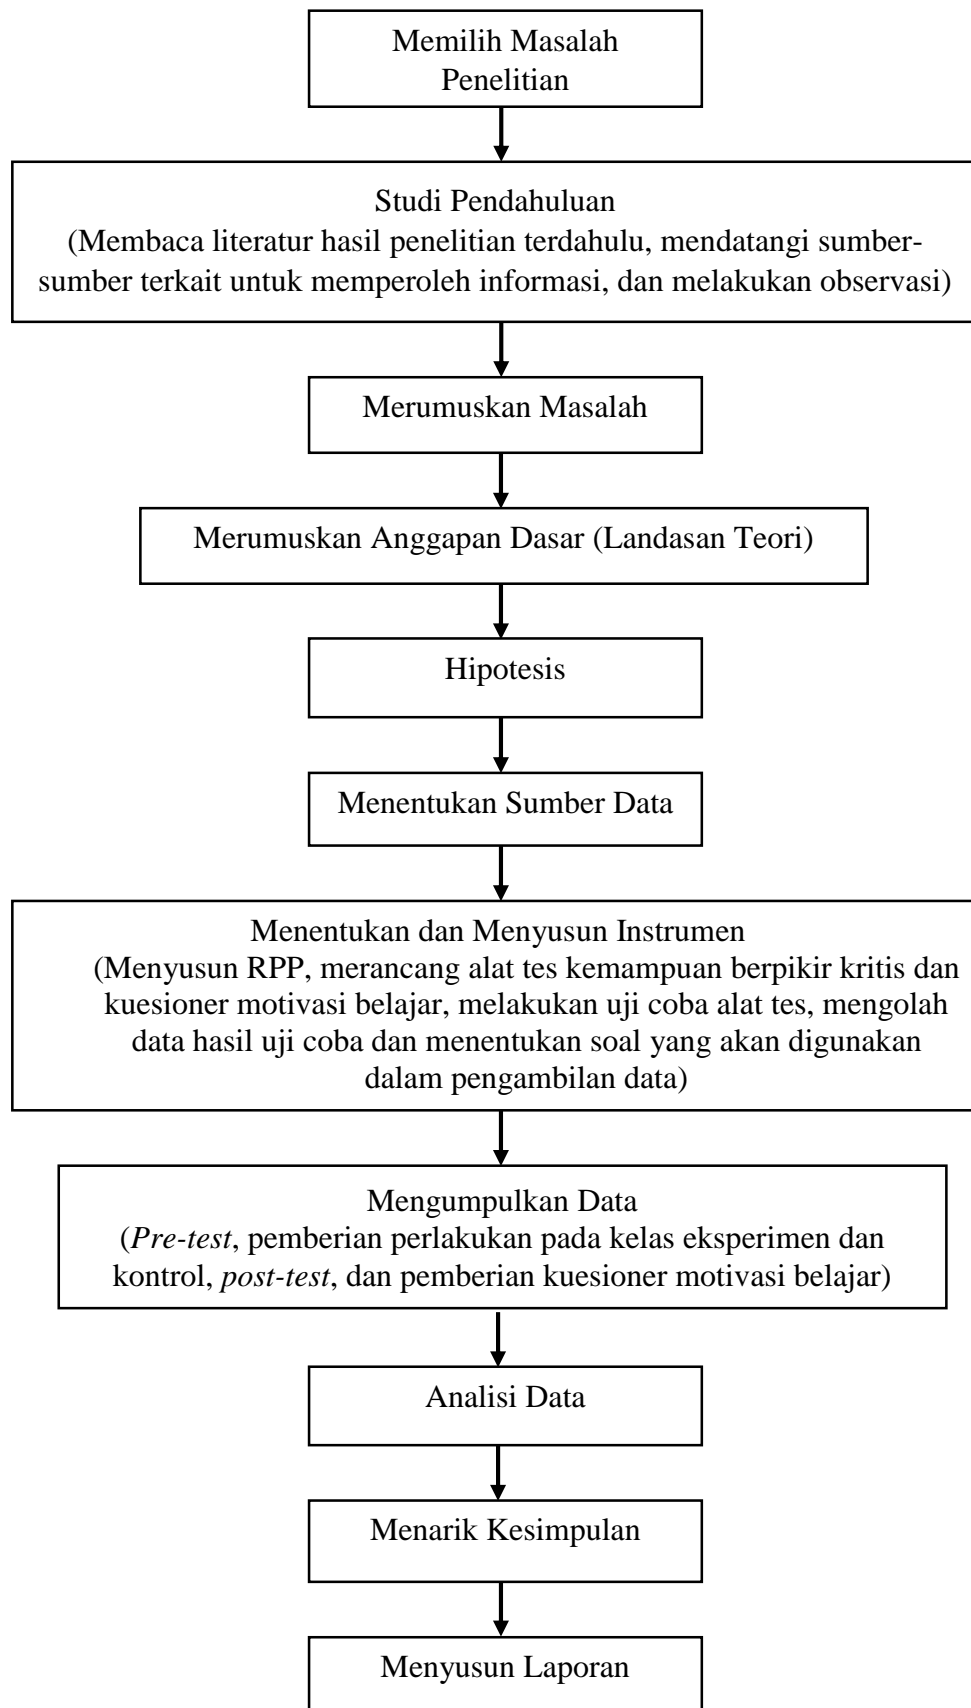 Memilih Masalah
Penelitian
Studi Pendahuluan
(Membaca literatur hasil penelitian terdahulu, mendatangi sumber-
sumber terkait untuk memperoleh informasi, dan melakukan observasi)
Merumuskan Masalah
Merumuskan Anggapan Dasar (Landasan Teori)
Hipotesis
Menentukan Sumber Data
Menentukan dan Menyusun Instrumen
(Menyusun RPP, merancang alat tes kemampuan berpikir kritis dan
kuesioner motivasi belajar, melakukan uji coba alat tes, mengolah
data hasil uji coba dan menentukan soal yang akan digunakan
dalam pengambilan data)
Mengumpulkan Data
(Pre-test, pemberian perlakukan pada kelas eksperimen dan
kontrol, post-test, dan pemberian kuesioner motivasi belajar)
Analisi Data
Menarik Kesimpulan
Menyusun Laporan